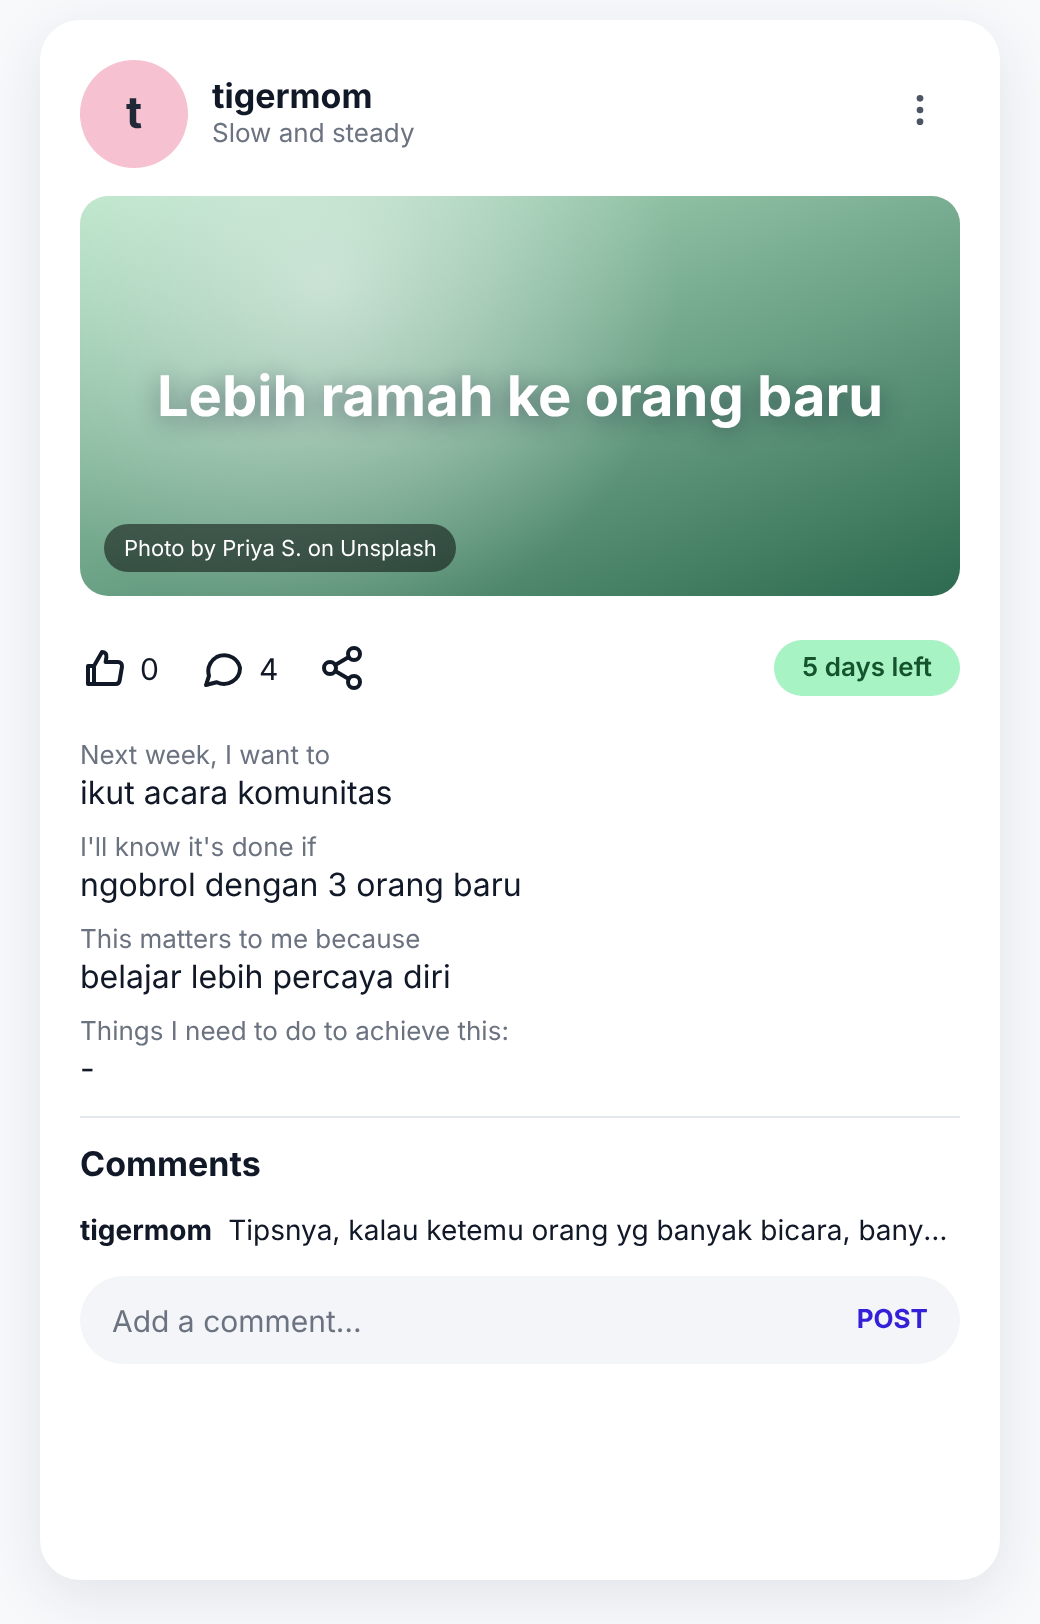 t
tigermom
Slow and steady
Lebih ramah ke orang baru
Photo by Priya S. on Unsplash
0 4
5 days left
Next week, I want to
ikut acara komunitas
I'll know it's done if
ngobrol dengan 3 orang baru
This matters to me because
belajar lebih percaya diri
Things I need to do to achieve this:
-
Comments
tigermom Tipsnya, kalau ketemu orang yg banyak bicara, bany...
Add a comment... POST